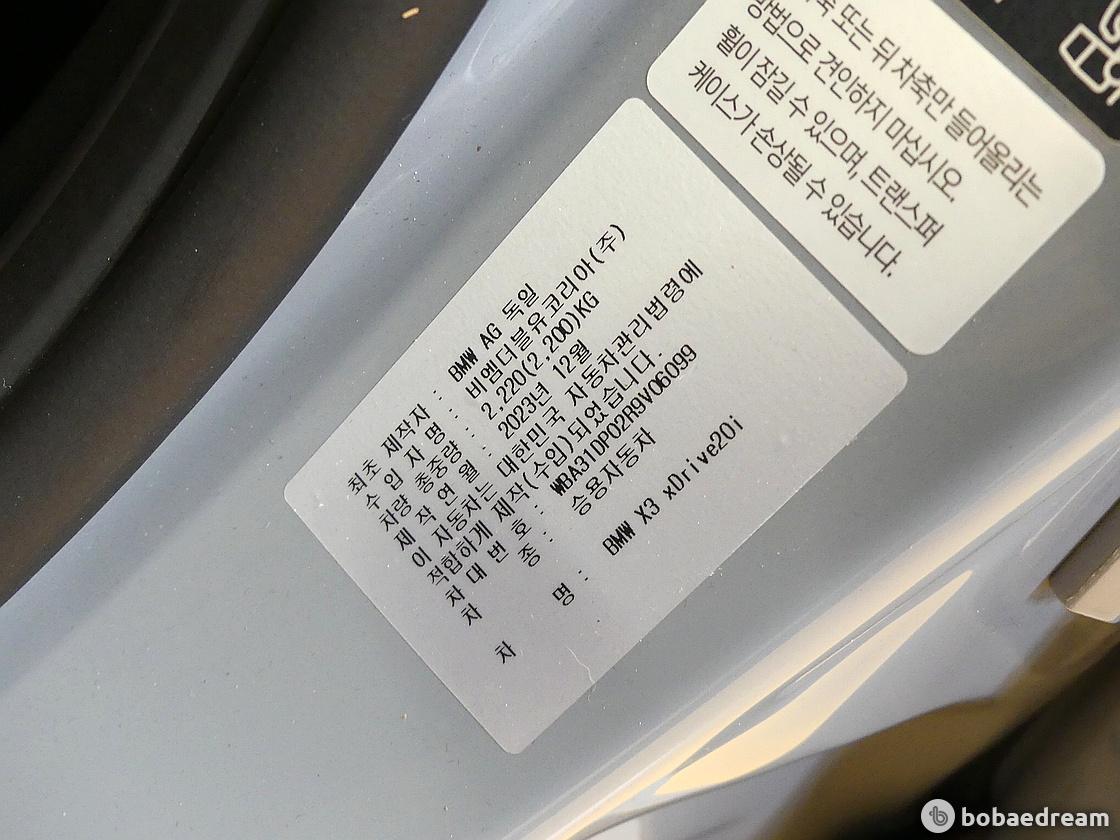 또는 뒤 차축만 들어올리는
방법으로 견인하지 마십시오.
휠이 잠길 수 있으며, 트랜스퍼
케이스가 손상될 수 있습니다.
최초 제작자 : BMW AG 독일
수 입 자 명 : 비엠더블유코리아(주)
차량 총중량 : 2,220(2,200)KG
제 작 연 월 : 2023년 12월
이 자동차는 대한민국 자동차관리법령에
적합하게 제작(수입)되었습니다.
차 대 번 호 : WBA31DP02R9V06099
차 종 : 승용자동차
차 명 : BMW X3 xDrive20i
bobaedream